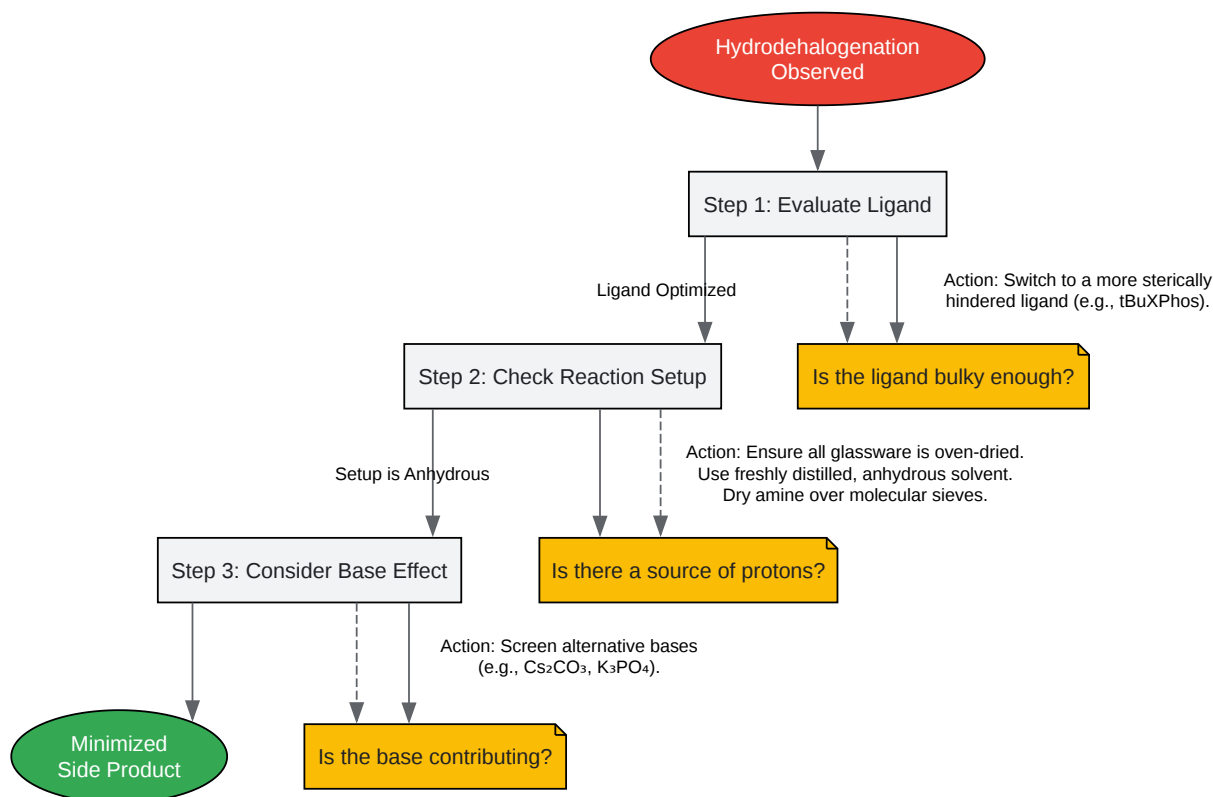 Hydrodehalogenation
Observed
Step 1: Evaluate Ligand
Ligand Optimized
Action: Switch to a more sterically
hindered ligand (e.g., tBuXPhos).
Step 2: Check Reaction Setup
Is the ligand bulky enough?
Setup is Anhydrous
Action: Ensure all glassware is oven-dried.
Use freshly distilled, anhydrous solvent.
Dry amine over molecular sieves.
Step 3: Consider Base Effect
Is there a source of protons?
Action: Screen alternative bases
(e.g., Cs₂CO₃, K₃PO₄).
Minimized
Side Product
Is the base contributing?